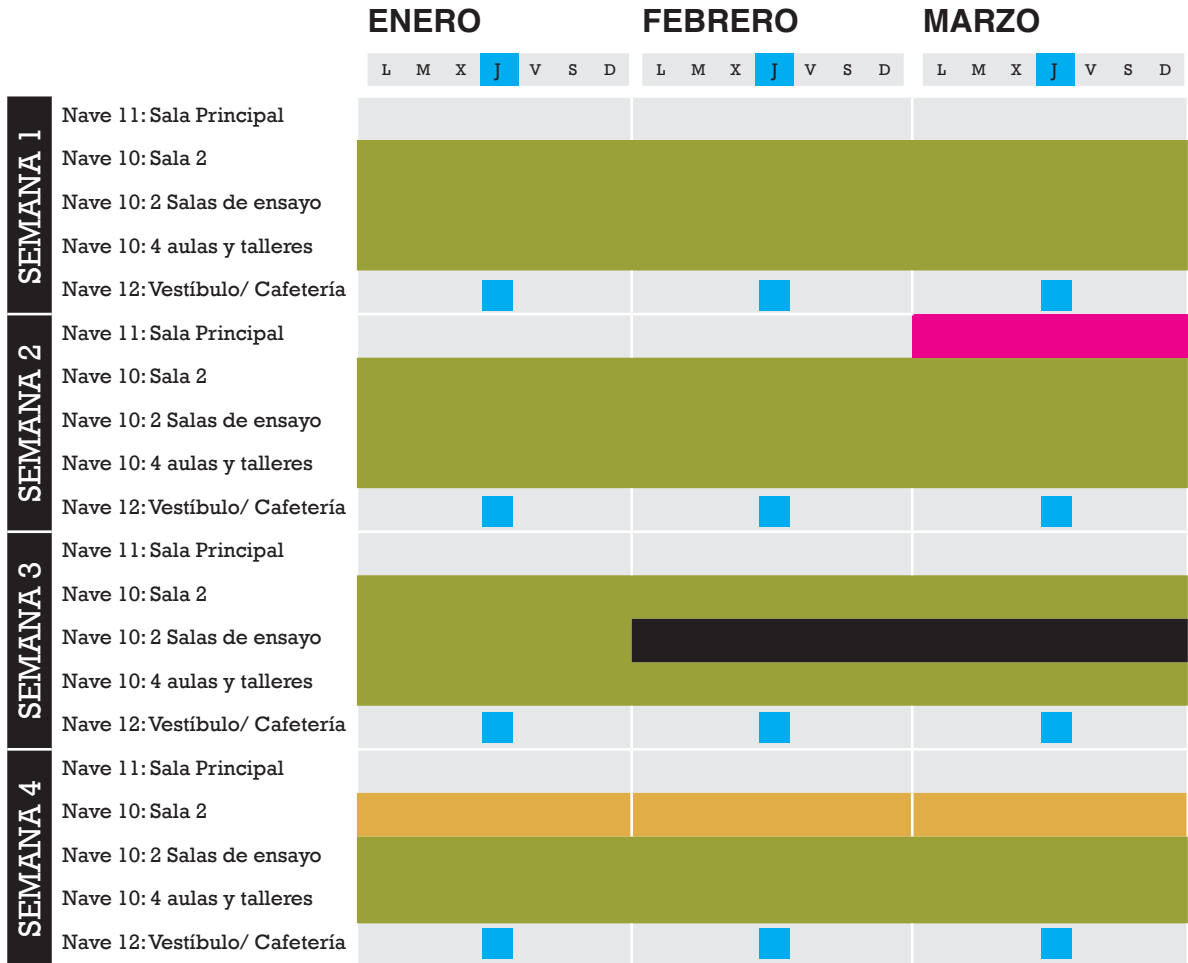 ENERO FEBRERO MARZO
L M X J V S D L M X J V S D L M X J V S D
SEMANA 1
Nave 11: Sala Principal
Nave 10: Sala 2
Nave 10: 2 Salas de ensayo
Nave 10: 4 aulas y talleres
Nave 12: Vestíbulo/ Cafetería
SEMANA 2
Nave 11: Sala Principal
Nave 10: Sala 2
Nave 10: 2 Salas de ensayo
Nave 10: 4 aulas y talleres
Nave 12: Vestíbulo/ Cafetería
SEMANA 3
Nave 11: Sala Principal
Nave 10: Sala 2
Nave 10: 2 Salas de ensayo
Nave 10: 4 aulas y talleres
Nave 12: Vestíbulo/ Cafetería
SEMANA 4
Nave 11: Sala Principal
Nave 10: Sala 2
Nave 10: 2 Salas de ensayo
Nave 10: 4 aulas y talleres
Nave 12: Vestíbulo/ Cafetería